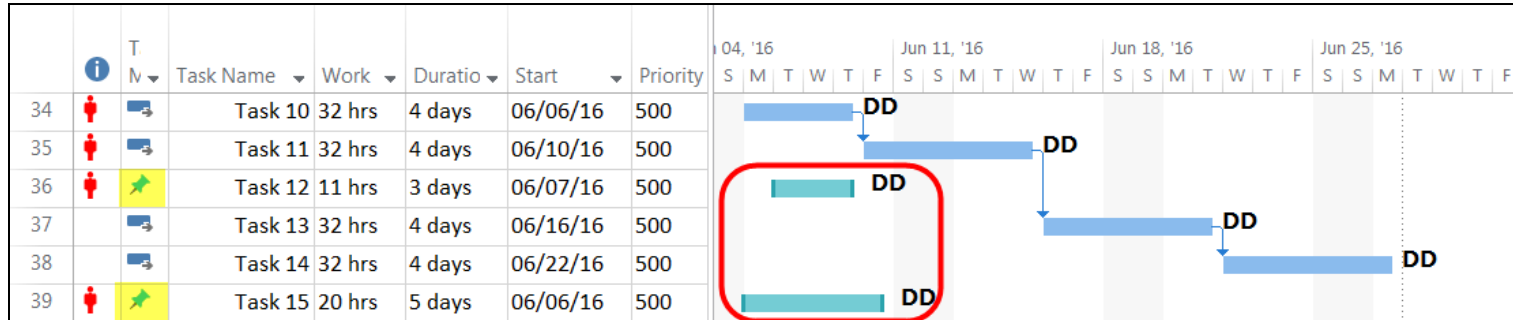 04, '16 Jun 11, '16 Jun 18, '16 Jun 25, '16
T
M Task Name Work Duratio Start Priority S M T W T F S S M T W T F S S M T W T F S S M T W T F
34 Task 10 32 hrs 4 days 06/06/16 500 DD
35 Task 11 32 hrs 4 days 06/10/16 500 DD
36 Task 12 11 hrs 3 days 06/07/16 500 DD
37 Task 13 32 hrs 4 days 06/16/16 500 DD
38 Task 14 32 hrs 4 days 06/22/16 500 DD
39 Task 15 20 hrs 5 days 06/06/16 500 DD